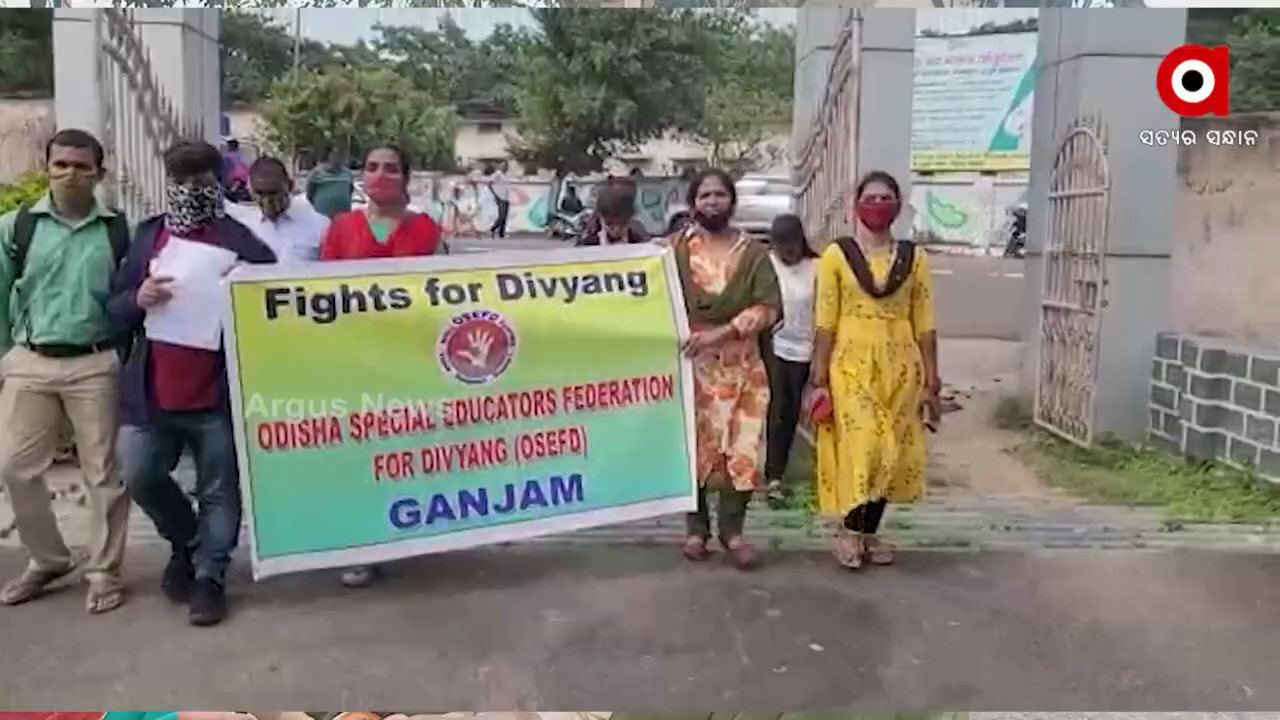 ସତ୍ୟର ସନ୍ଧାନ
Fights for Divyang
OSEFD
Argus News
ODISHA SPECIAL EDUCATORS FEDERATION
FOR DIVYANG (OSEFD)
GANJAM